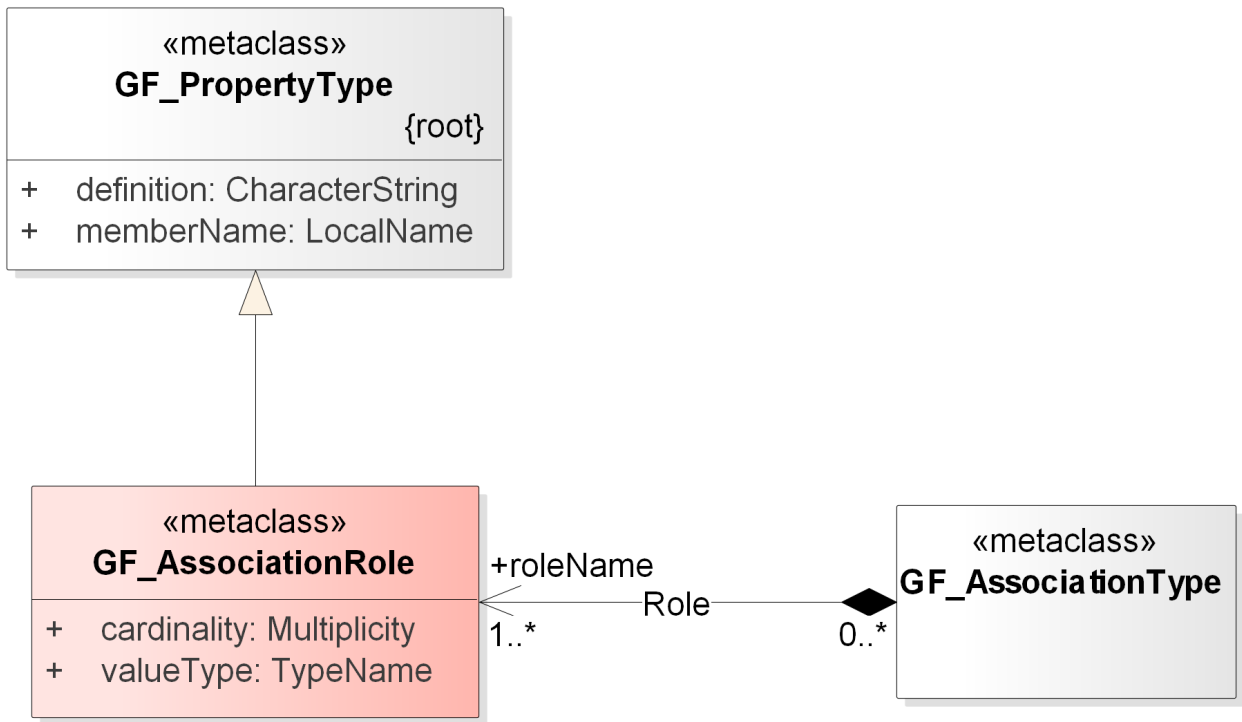 «metaclass»
GF_PropertyType
{root}
+ definition: CharacterString
+ memberName: LocalName
«metaclass»
GF_AssociationRole
+ cardinality: Multiplicity
+ valueType: TypeName
+roleName
Role
1..*
0..*
«metaclass»
GF_AssociationType